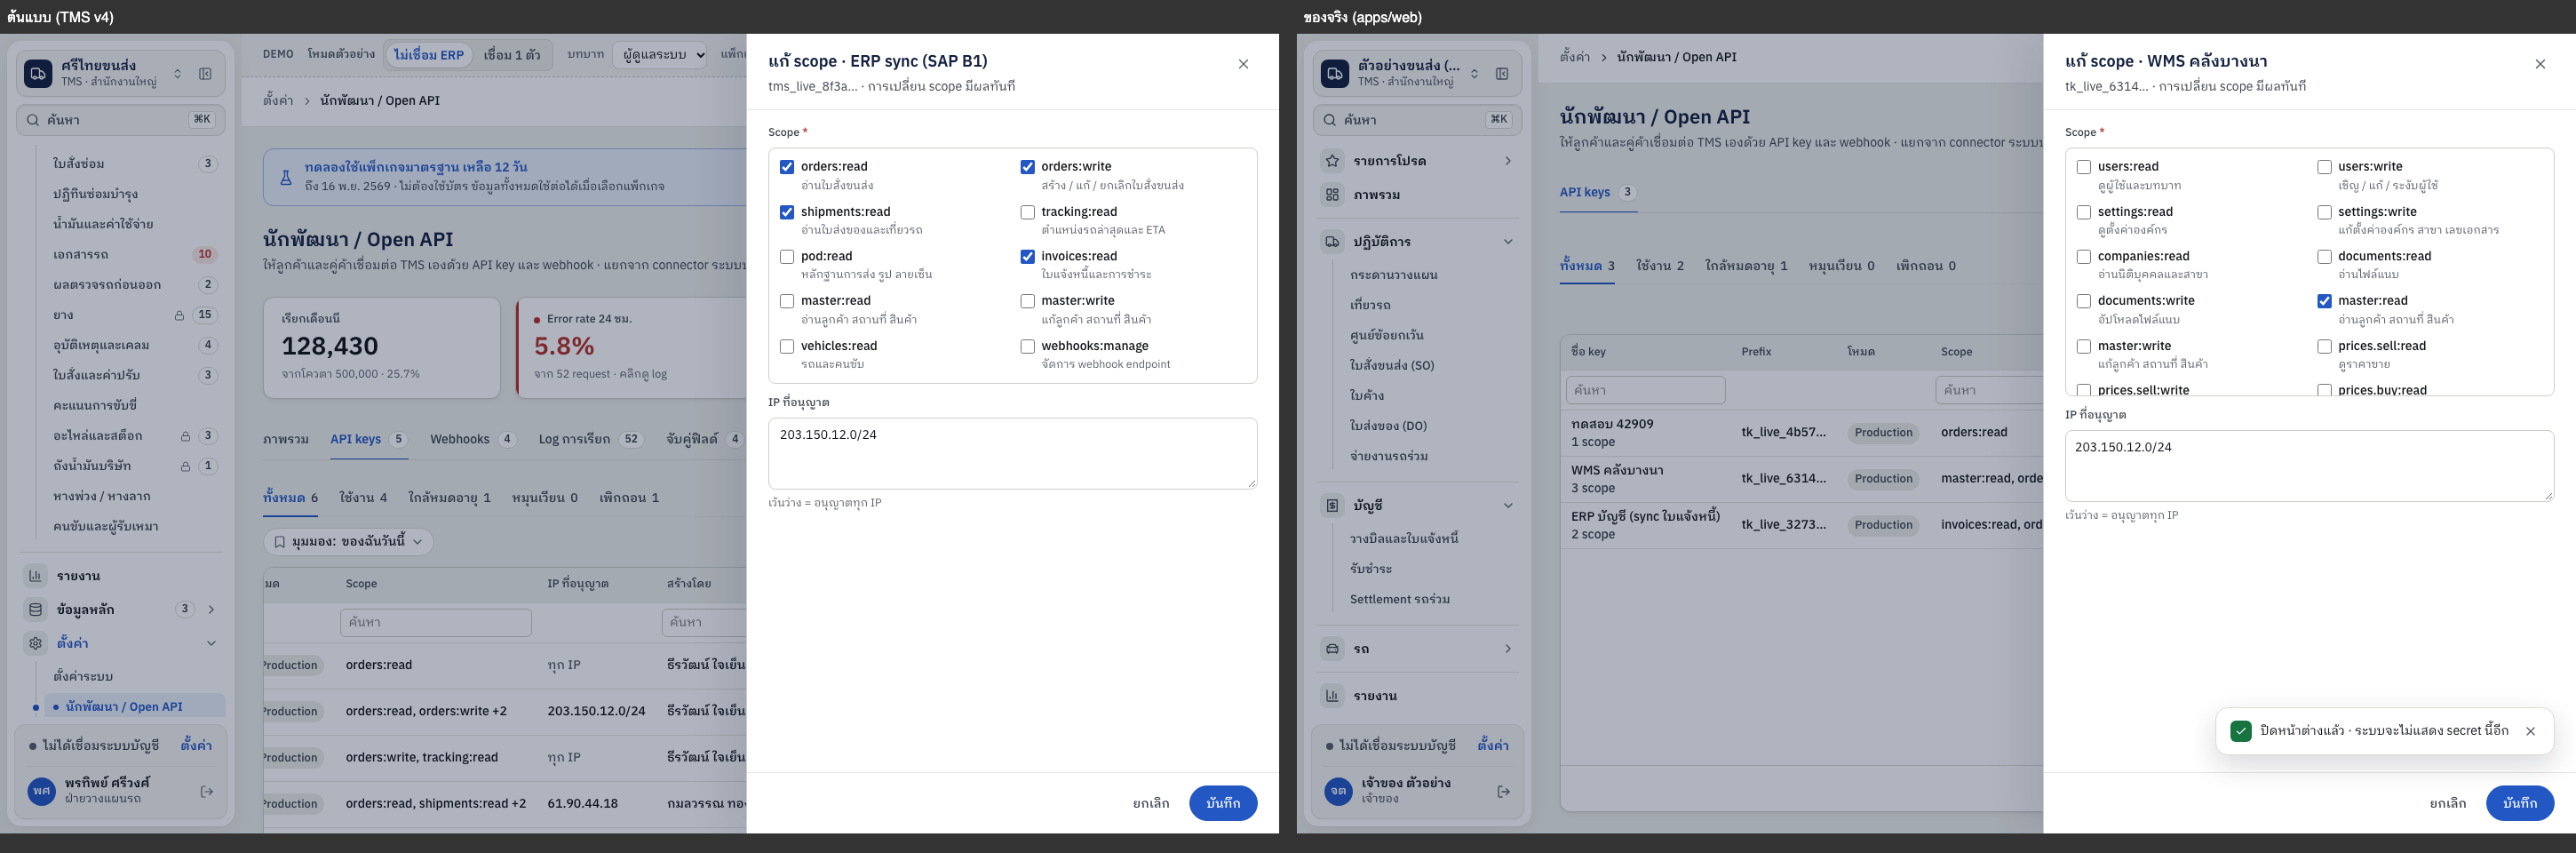 ต้นแบบ (TMS v4)
ศรีไทยขนส่ง
TMS · สำนักงานใหญ่
ค้นหา ⌘K
ใบสั่งซ่อม 3
ปฏิทินซ่อมบำรุง
น้ำมันและค่าใช้จ่าย
เอกสารรถ 10
ผลตรวจรถก่อนออก 2
ยาง 15
อุบัติเหตุและเคลม 4
ใบสั่งและค่าปรับ 3
คะแนนการขับขี่
อะไหล่และสต็อก 3
ถังน้ำมันบริษัท 1
หางพ่วง / หางลาก
คนขับและผู้รับเหมา
รายงาน
ข้อมูลหลัก 3
ตั้งค่า
ตั้งค่าระบบ
นักพัฒนา / Open API
ไม่ได้เชื่อมระบบบัญชี ตั้งค่า
พศ
พรทิพย์ ศรีวงศ์
ฝ่ายวางแผนรถ
DEMO โหมดตัวอย่าง ไม่เชื่อม ERP เชื่อม 1 ตัว บทบาท ผู้ดูแลระบบ
ตั้งค่า > นักพัฒนา / Open API
ทดลองใช้แพ็กเกจมาตรฐาน เหลือ 12 วัน
ถึง 16 พ.ย. 2569 · ไม่ต้องใช้บัตร ข้อมูลทั้งหมดใช้ต่อได้เมื่อเลือกแพ็กเกจ
นักพัฒนา / Open API
ให้ลูกค้าและคู่ค้าเชื่อมต่อ TMS เองด้วย API key และ webhook · แยกจาก connector ระบบ
เรียกเดือนนี้
128,430
จากโควตา 500,000 · 25.7%
Error rate 24 ชม.
5.8%
จาก 52 request · คลิกดู log
ภาพรวม API keys 5 Webhooks 4 Log การเรียก 52 จับคู่ฟิลด์ 4
ทั้งหมด 6 ใช้งาน 4 ใกล้หมดอายุ 1 หมุนเวียน 0 เพิกถอน 1
มุมมอง: ของฉันวันนี้
มด Scope IP ที่อนุญาต สร้างโดย
ค้นหา ค้นหา
Production orders:read ทุก IP ธีรวัฒน์ ใจเย็น
Production orders:read, orders:write +2 203.150.12.0/24 ธีรวัฒน์ ใจเย็น
Production orders:write, tracking:read ทุก IP ธีรวัฒน์ ใจเย็น
Production orders:read, shipments:read +2 61.90.44.18 กมลวรรณ ทอง
แก้ scope · ERP sync (SAP B1)
tms_live_8f3a... · การเปลี่ยน scope มีผลทันที
Scope *
orders:read
อ่านใบสั่งขนส่ง
orders:write
สร้าง / แก้ / ยกเลิกใบสั่งขนส่ง
shipments:read
อ่านใบส่งของและเที่ยวรถ
tracking:read
ตำแหน่งรถล่าสุดและ ETA
pod:read
หลักฐานการส่ง รูป ลายเซ็น
invoices:read
ใบแจ้งหนี้และการชำระ
master:read
อ่านลูกค้า สถานที่ สินค้า
master:write
แก้ลูกค้า สถานที่ สินค้า
vehicles:read
รถและคนขับ
webhooks:manage
จัดการ webhook endpoint
IP ที่อนุญาต
203.150.12.0/24
เว้นว่าง = อนุญาตทุก IP
ยกเลิก บันทึก
ของจริง (apps/web)
ตัวอย่างขนส่ง (...
TMS · สำนักงานใหญ่
ค้นหา ⌘K
รายการโปรด
ภาพรวม
ปฏิบัติการ
กระดานวางแผน
เที่ยวรถ
ศูนย์ข้อยกเว้น
ใบสั่งขนส่ง (SO)
ใบค้าง
ใบส่งของ (DO)
จ่ายงานรถร่วม
บัญชี
วางบิลและใบแจ้งหนี้
รับชำระ
Settlement รถร่วม
รถ
รายงาน
ไม่ได้เชื่อมระบบบัญชี ตั้งค่า
จต
เจ้าของ ตัวอย่าง
เจ้าของ
ตั้งค่า > นักพัฒนา / Open API
นักพัฒนา / Open API
ให้ลูกค้าและคู่ค้าเชื่อมต่อ TMS เองด้วย API key และ webhook · แยกจาก connector ระบบ
API keys 3
ทั้งหมด 3 ใช้งาน 2 ใกล้หมดอายุ 1 หมุนเวียน 0 เพิกถอน 0
ชื่อ key Prefix โหมด Scope
ค้นหา ค้นหา
ทดสอบ 42909
1 scope
tk_live_4b57... Production orders:read
WMS คลังบางนา
3 scope
tk_live_6314... Production master:read, orde
ERP บัญชี (sync ใบแจ้งหนี้)
2 scope
tk_live_3273... Production invoices:read, ord
แก้ scope · WMS คลังบางนา
tk_live_6314... · การเปลี่ยน scope มีผลทันที
Scope *
users:read
ดูผู้ใช้และบทบาท
users:write
เชิญ / แก้ / ระงับผู้ใช้
settings:read
ดูตั้งค่าองค์กร
settings:write
แก้ตั้งค่าองค์กร สาขา เลขเอกสาร
companies:read
อ่านนิติบุคคลและสาขา
documents:read
อ่านไฟล์แนบ
documents:write
อัปโหลดไฟล์แนบ
master:read
อ่านลูกค้า สถานที่ สินค้า
master:write
แก้ลูกค้า สถานที่ สินค้า
prices.sell:read
ดูราคาขาย
prices.sell:write
prices.buy:read
IP ที่อนุญาต
203.150.12.0/24
เว้นว่าง = อนุญาตทุก IP
ปิดหน้าต่างแล้ว · ระบบจะไม่แสดง secret นี้อีก
ยกเลิก บันทึก